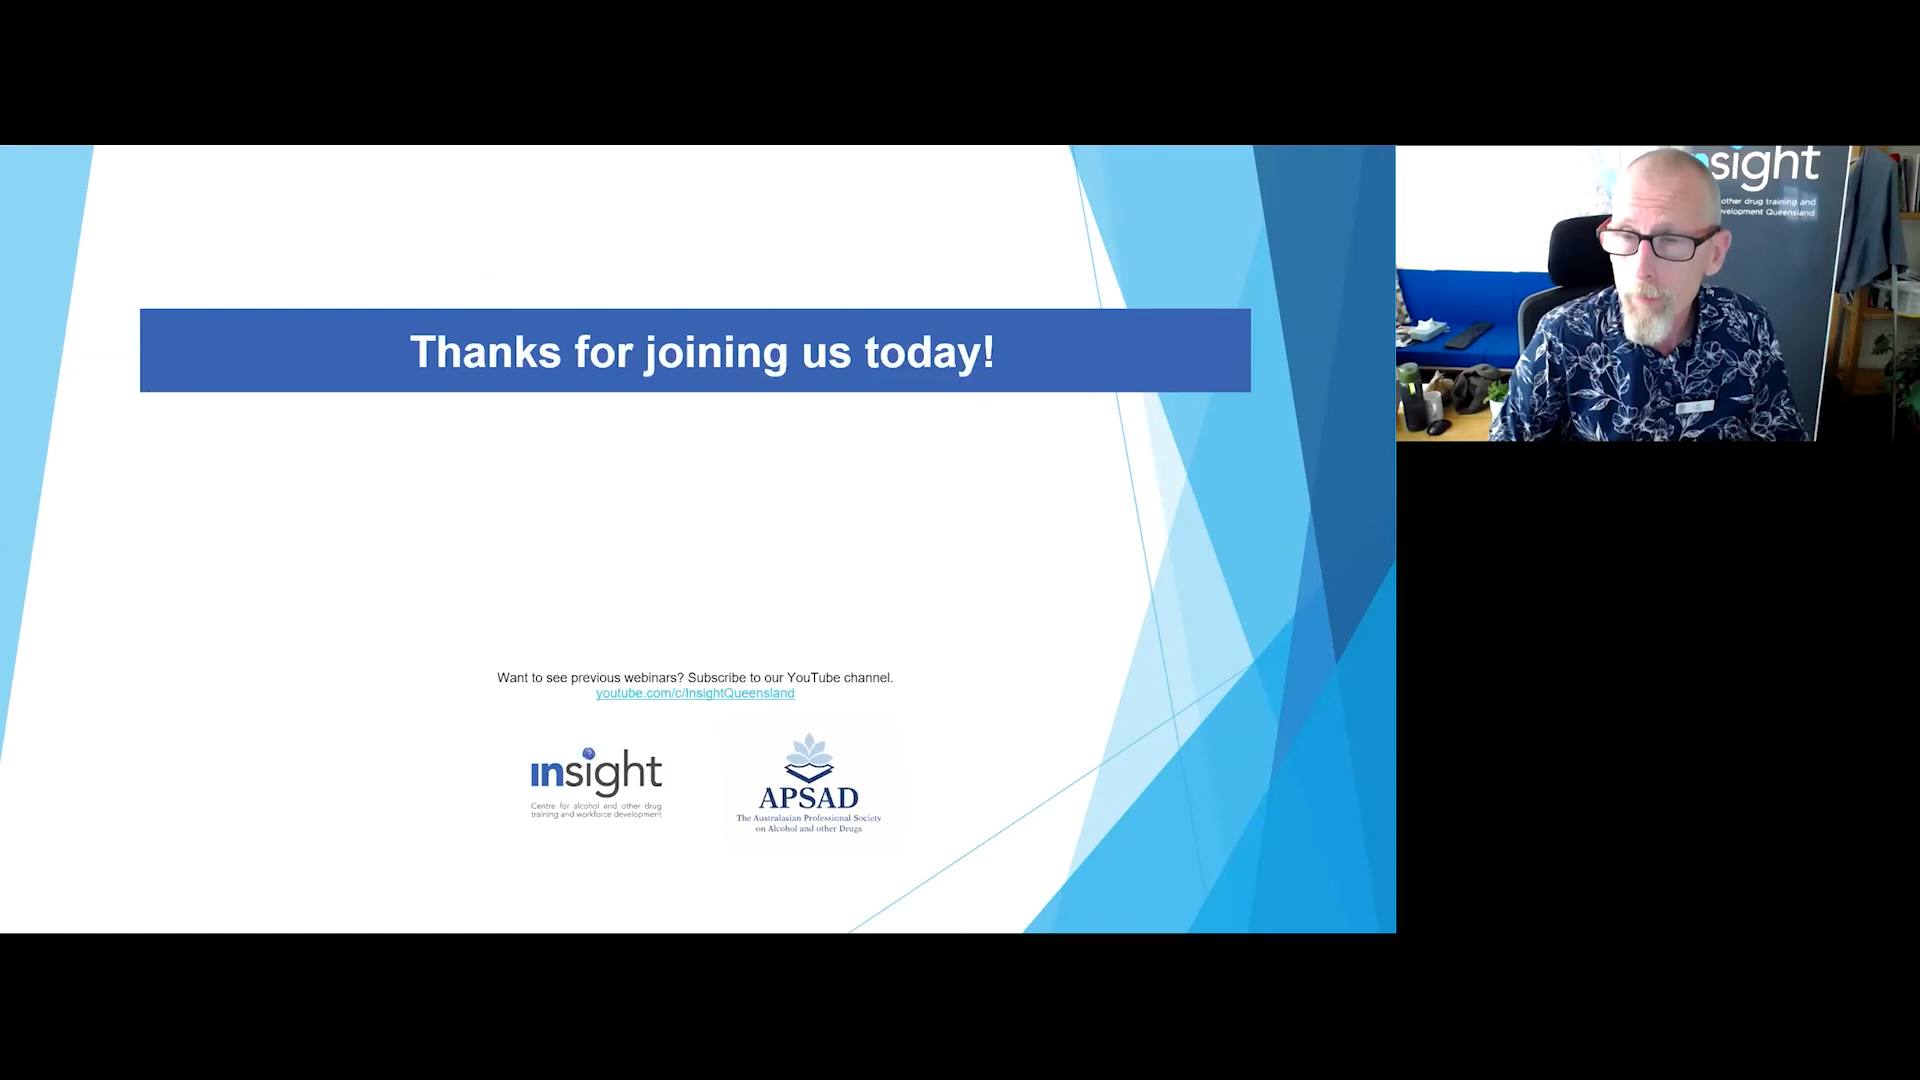 Thanks for joining us today!
Want to see previous webinars? Subscribe to our YouTube channel.
youtube.com/c/InsightQueensland
insight
Centre for alcohol and other drug
training and workforce development
APSAD
The Australasian Professional Society
on Alcohol and other Drugs
nsight
other drug training and
velopment Queensland